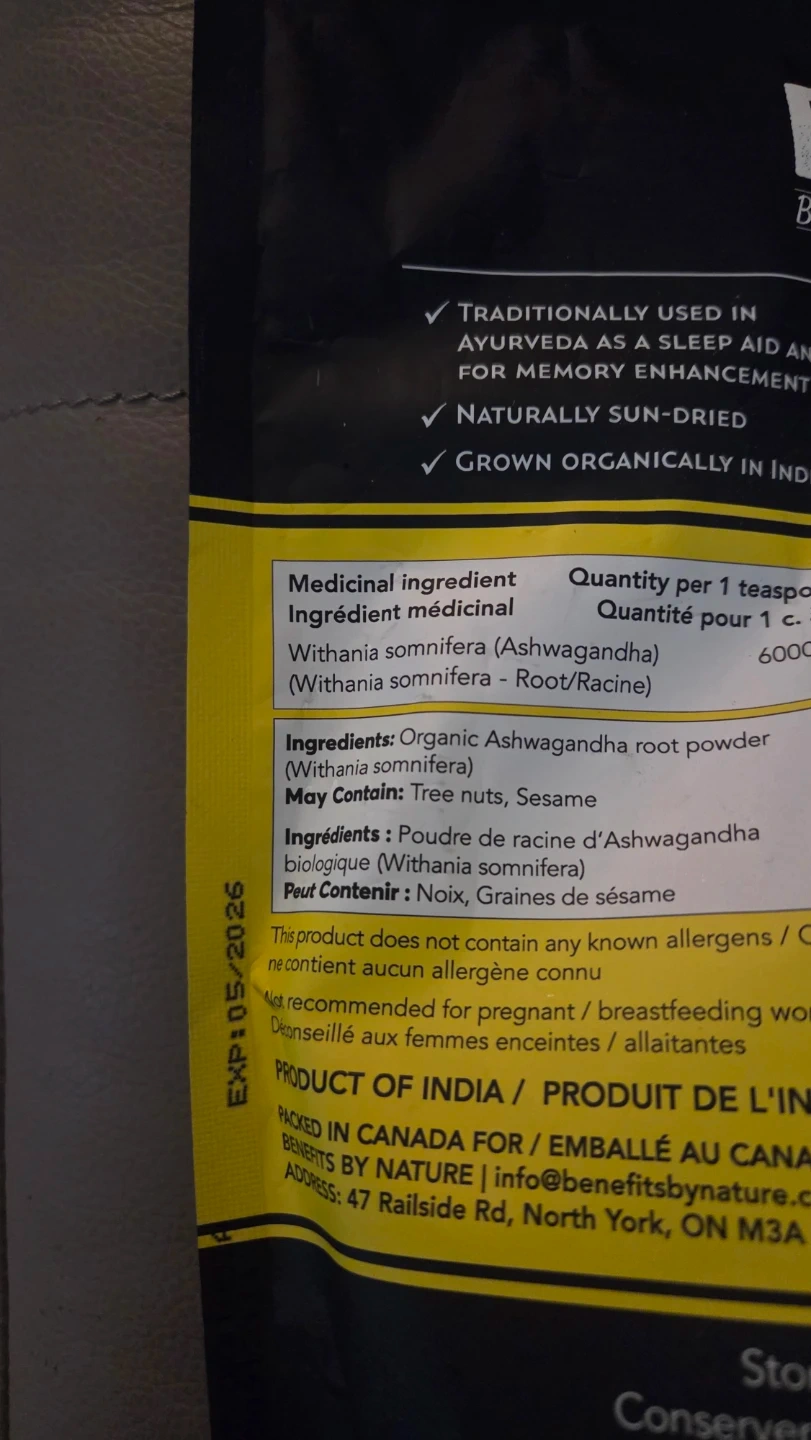 B
✓ TRADITIONALLY USED IN
AYURVEDA AS A SLEEP AID AN
FOR MEMORY ENHANCEMENT
✓ NATURALLY SUN-DRIED
✓ GROWN ORGANICALLY IN IND
Medicinal ingredient Quantity per 1 teaspo
Ingrédient médicinal Quantité pour 1 c.
Withania somnifera (Ashwagandha) 6000
(Withania somnifera - Root/Racine)
Ingredients: Organic Ashwagandha root powder
(Withania somnifera)
May Contain: Tree nuts, Sesame
Ingrédients : Poudre de racine d'Ashwagandha
biologique (Withania somnifera)
Peut Contenir : Noix, Graines de sésame
This product does not contain any known allergens / C
ne contient aucun allergène connu
Not recommended for pregnant / breastfeeding wo
Déconseillé aux femmes enceintes / allaitantes
PRODUCT OF INDIA / PRODUIT DE L'IN
PACKED IN CANADA FOR / EMBALLÉ AU CANA
BENEFITS BY NATURE | info@benefitsbynature.c
ADDRESS: 47 Railside Rd, North York, ON M3A
EXP:05/2026
Sto
Conserve